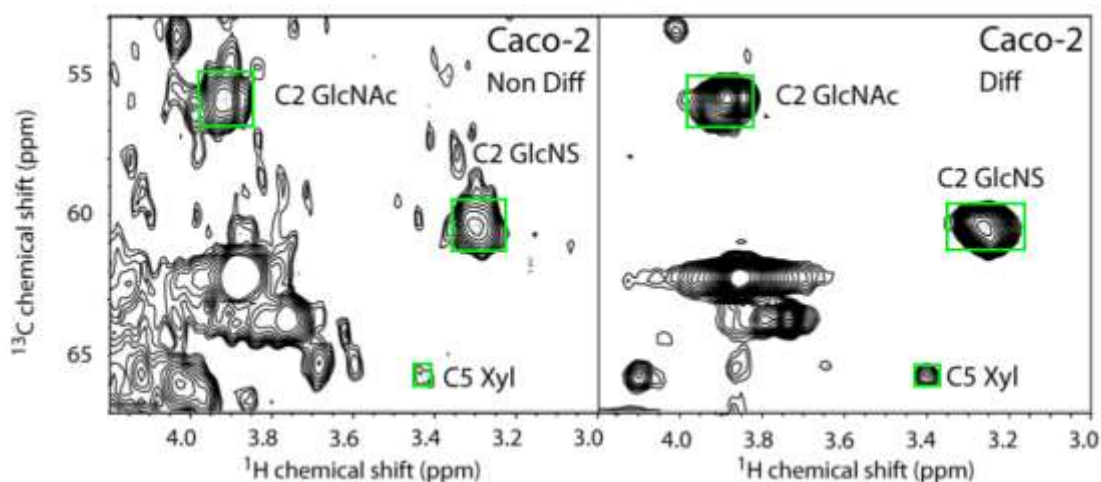 Caco-2
Non Diff
C2 GlcNAc
C2 GlcNS
C5 Xyl
55
60
65
4.0 3.8 3.6 3.4 3.2 3.0
¹H chemical shift (ppm)
¹³C chemical shift (ppm)
Caco-2
Diff
C2 GlcNAc
C2 GlcNS
C5 Xyl
4.0 3.8 3.6 3.4 3.2 3.0
¹H chemical shift (ppm)